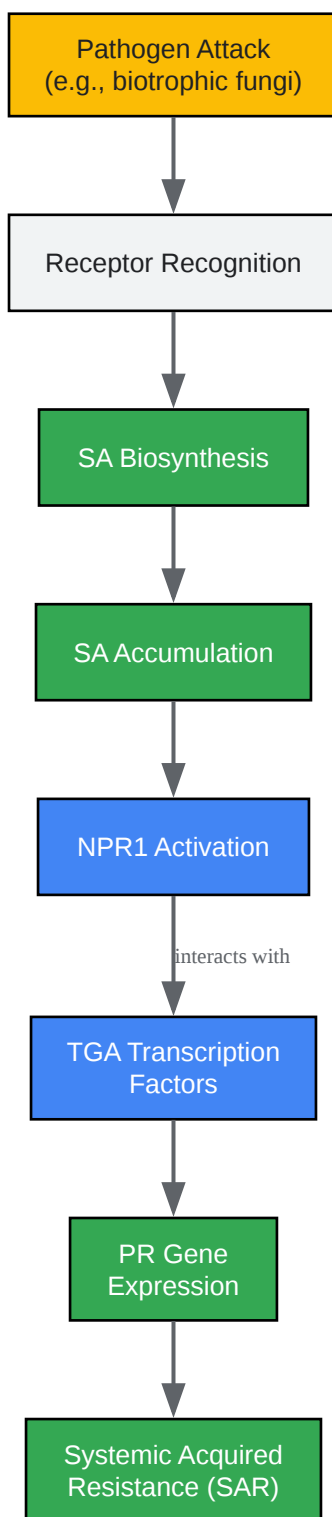 Pathogen Attack
(e.g., biotrophic fungi)
Receptor Recognition
SA Biosynthesis
SA Accumulation
NPR1 Activation
interacts with
TGA Transcription
Factors
PR Gene
Expression
Systemic Acquired
Resistance (SAR)